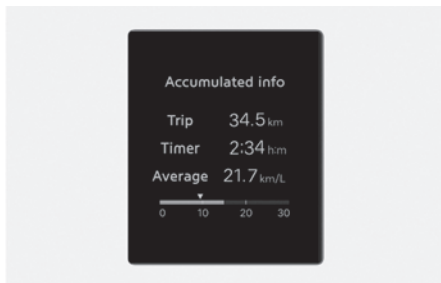 Accumulated info
Trip 34.5 km
Timer 2:34 h:m
Average 21.7 km/L
0 10 20 30